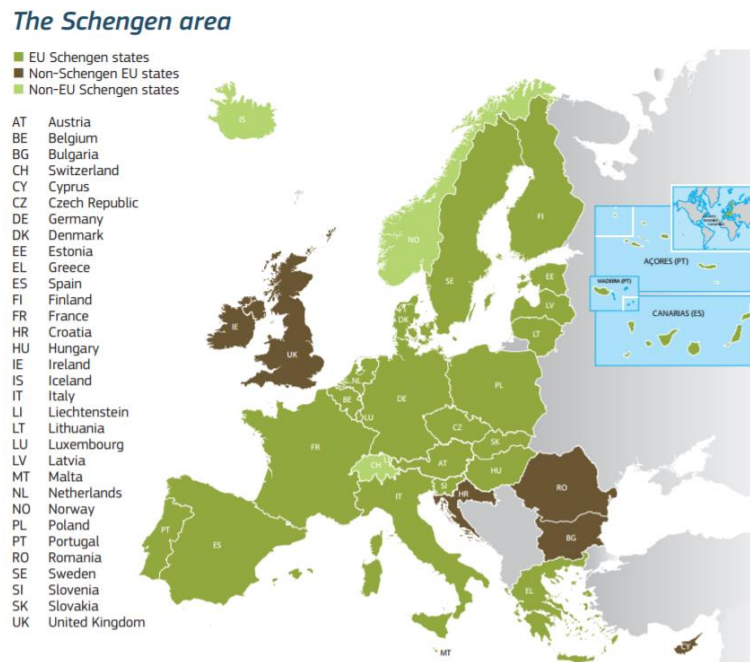 The Schengen area
EU Schengen states
Non-Schengen EU states
Non-EU Schengen states
AT Austria
BE Belgium
BG Bulgaria
CH Switzerland
CY Cyprus
CZ Czech Republic
DE Germany
DK Denmark
EE Estonia
EL Greece
ES Spain
FI Finland
FR France
HR Croatia
HU Hungary
IE Ireland
IS Iceland
IT Italy
LI Liechtenstein
LT Lithuania
LU Luxembourg
LV Latvia
MT Malta
NL Netherlands
NO Norway
PL Poland
PT Portugal
RO Romania
SE Sweden
SI Slovenia
SK Slovakia
UK United Kingdom
IS
FI
NO
SE
AÇORES (PT)
EE
MADEIRA (PT)
LV
CANARIAS (ES)
DK
IE
LT
UK
NL
PL
BE
DE
LU
CZ
SK
FR
AT
CH
HU
SI
RO
HR
IT
PT
BG
ES
EL
CY
MT